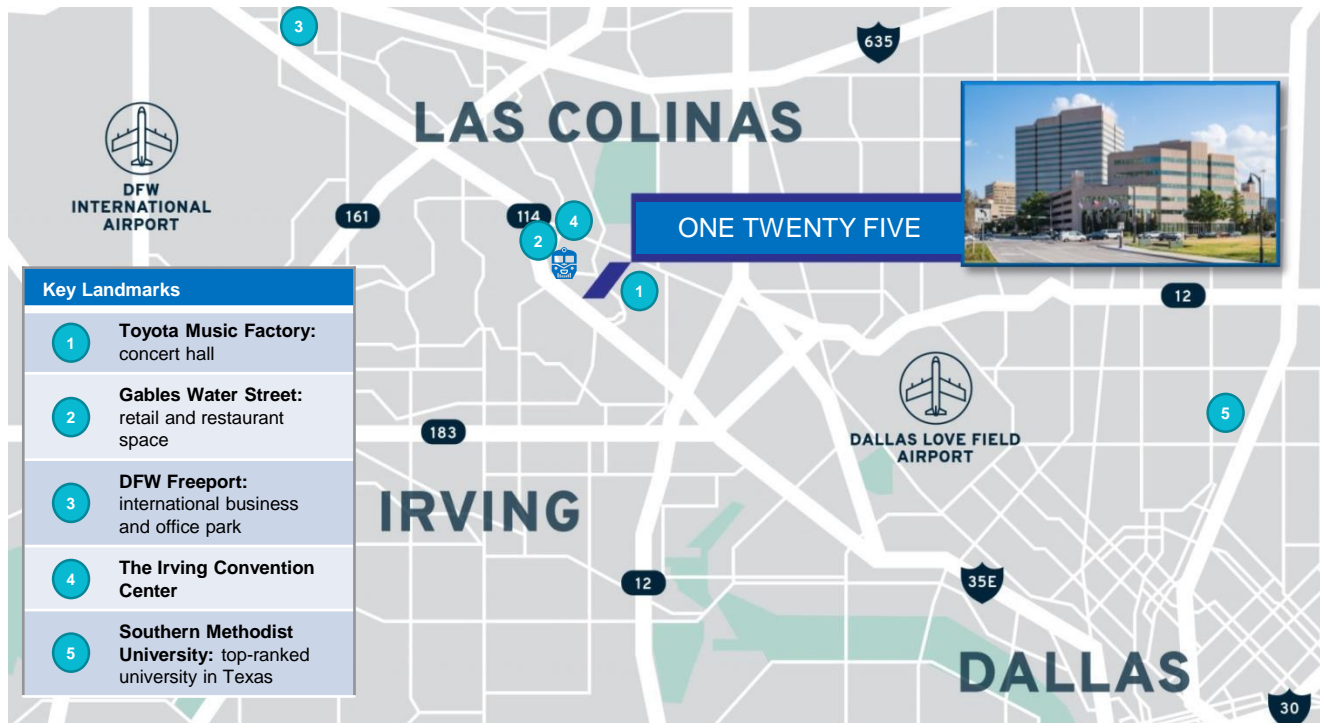 3
635
LAS COLINAS
DFW
INTERNATIONAL
AIRPORT
161
114
4
2
ONE TWENTY FIVE
1
12
Key Landmarks
1
Toyota Music Factory:
concert hall
2
Gables Water Street:
retail and restaurant
space
3
DFW Freeport:
international business
and office park
4
The Irving Convention
Center
5
Southern Methodist
University: top-ranked
university in Texas
183
DALLAS LOVE FIELD
AIRPORT
5
IRVING
12
35E
DALLAS
30